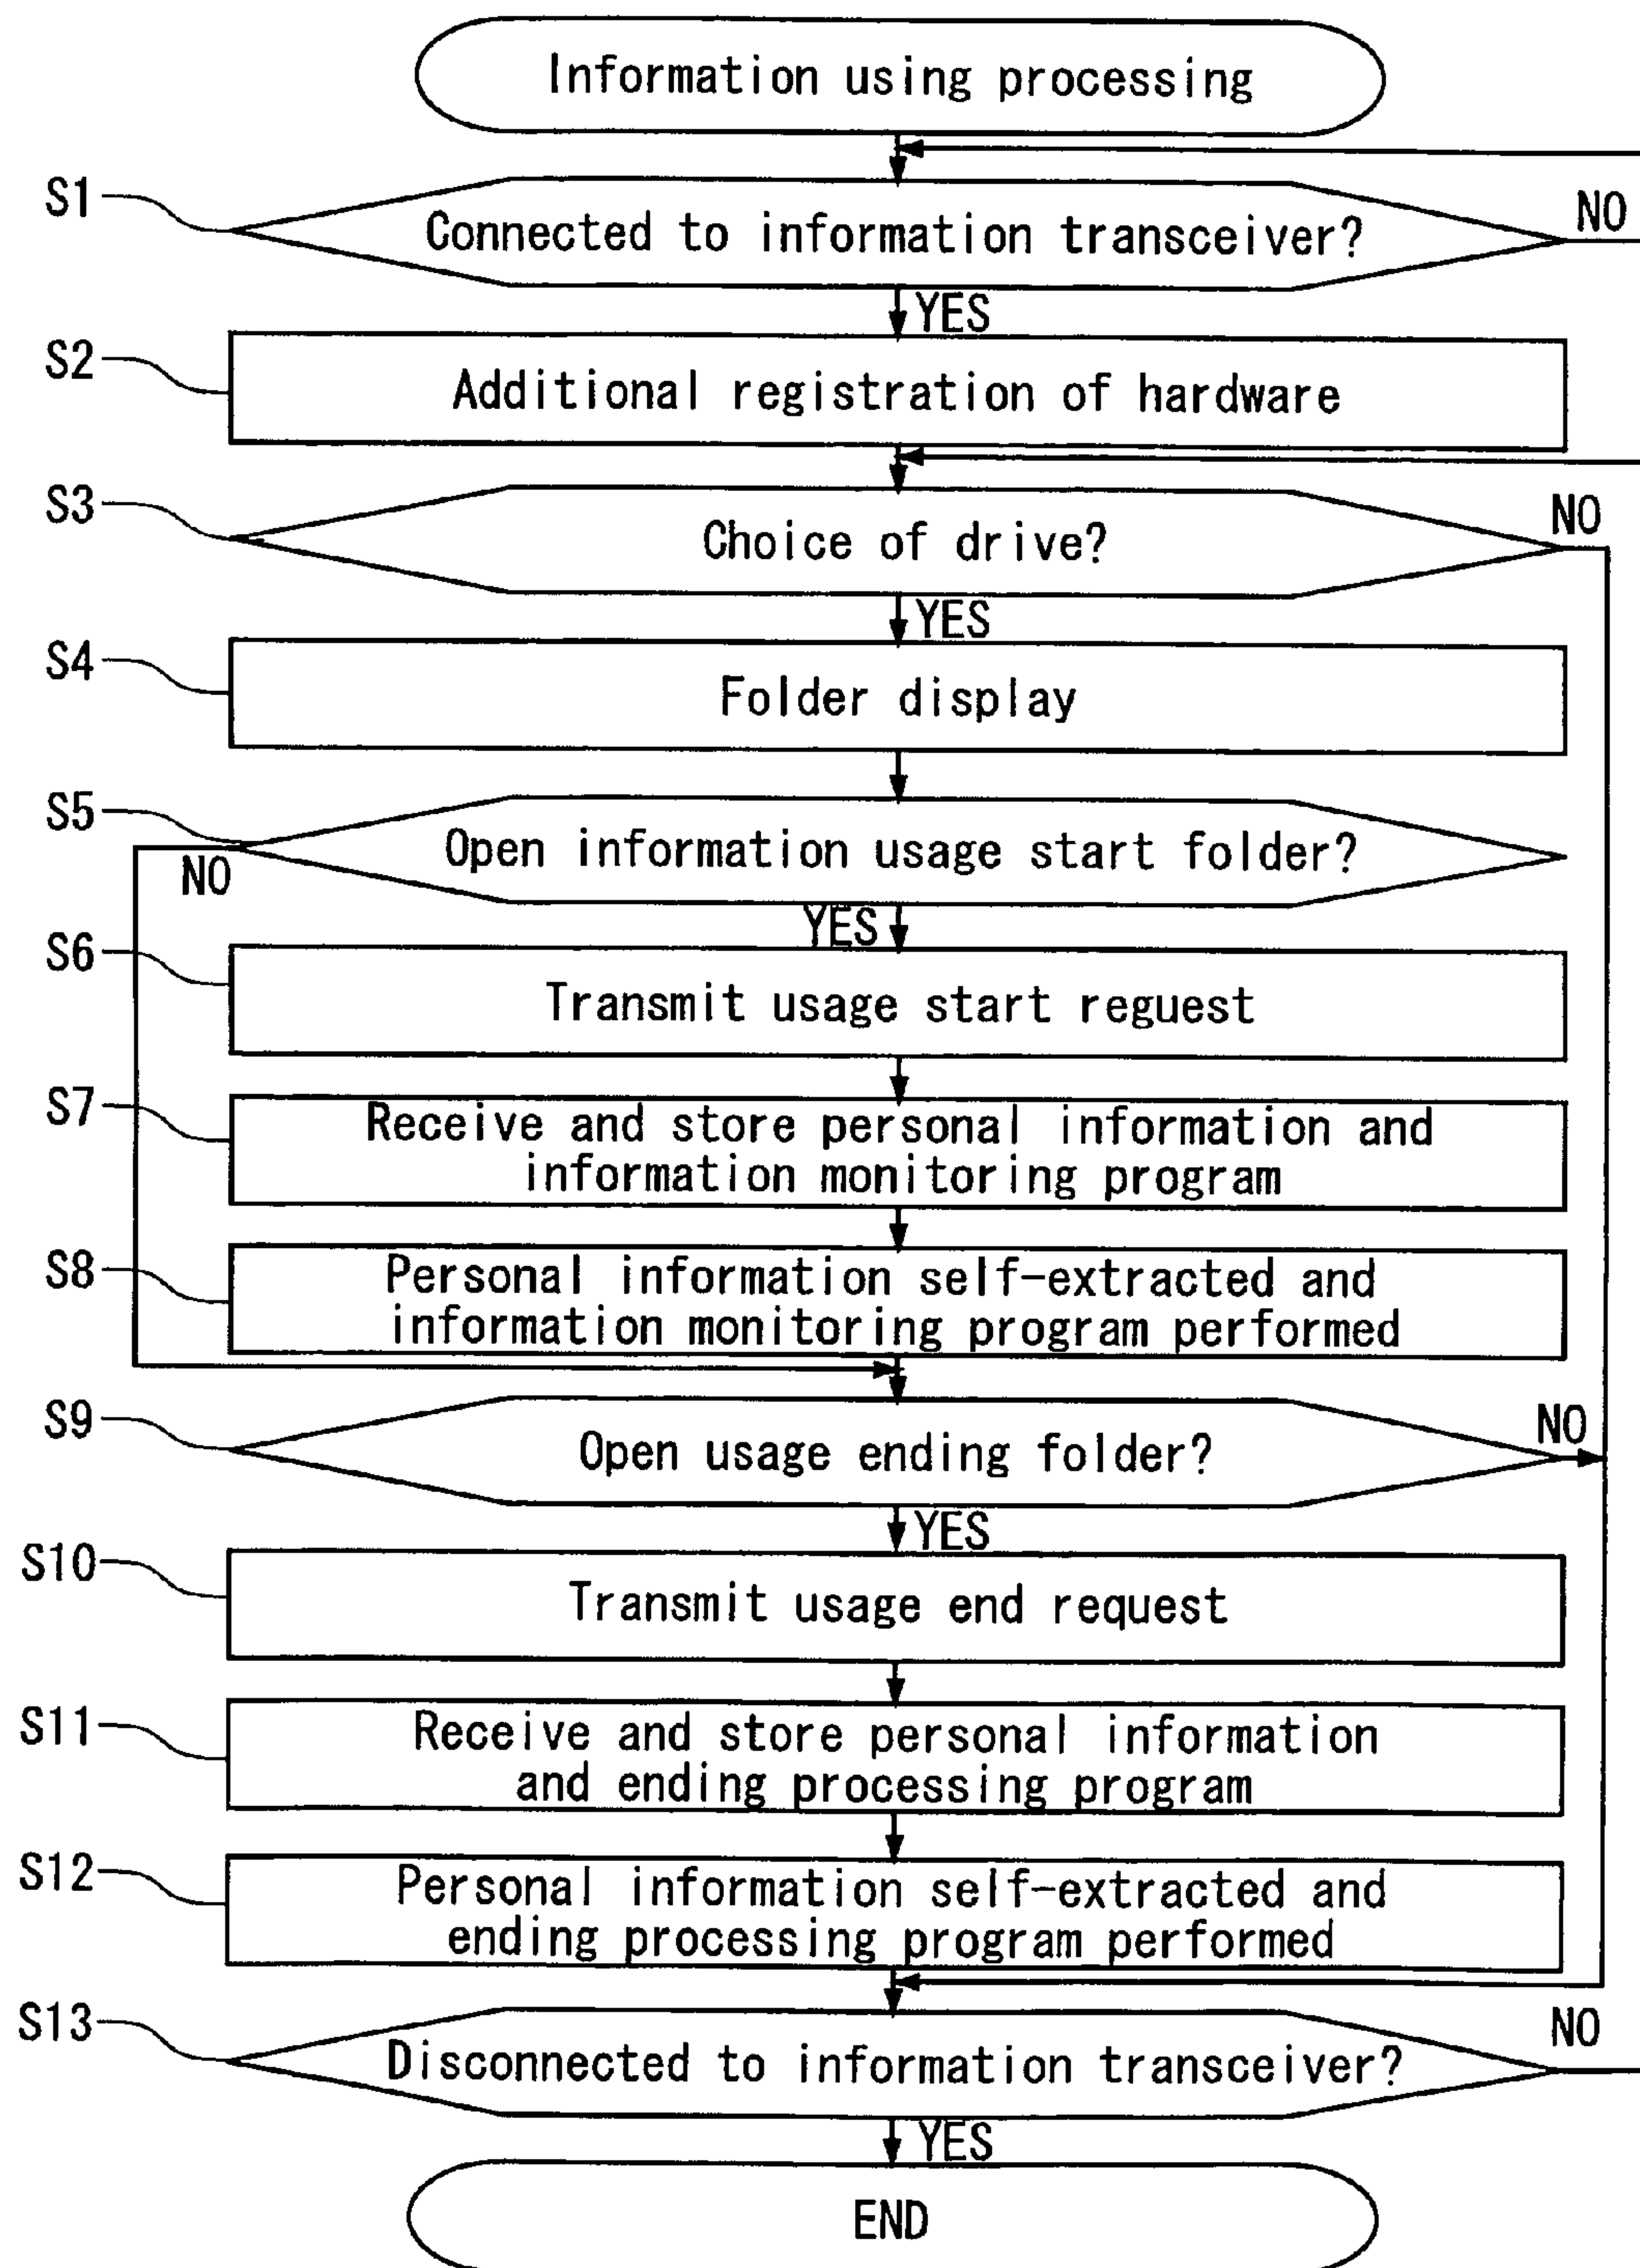 Information using processing
S1
Connected to information transceiver?
NO
YES
S2
Additional registration of hardware
S3
Choice of drive?
NO
YES
S4
Folder display
S5
Open information usage start folder?
NO
YES
S6
Transmit usage start reguest
S7
Receive and store personal information and
information monitoring program
S8
Personal information self-extracted and
information monitoring program performed
S9
Open usage ending folder?
NO
YES
S10
Transmit usage end request
S11
Receive and store personal information
and ending processing program
S12
Personal information self-extracted and
ending processing program performed
S13
Disconnected to information transceiver?
NO
YES
END